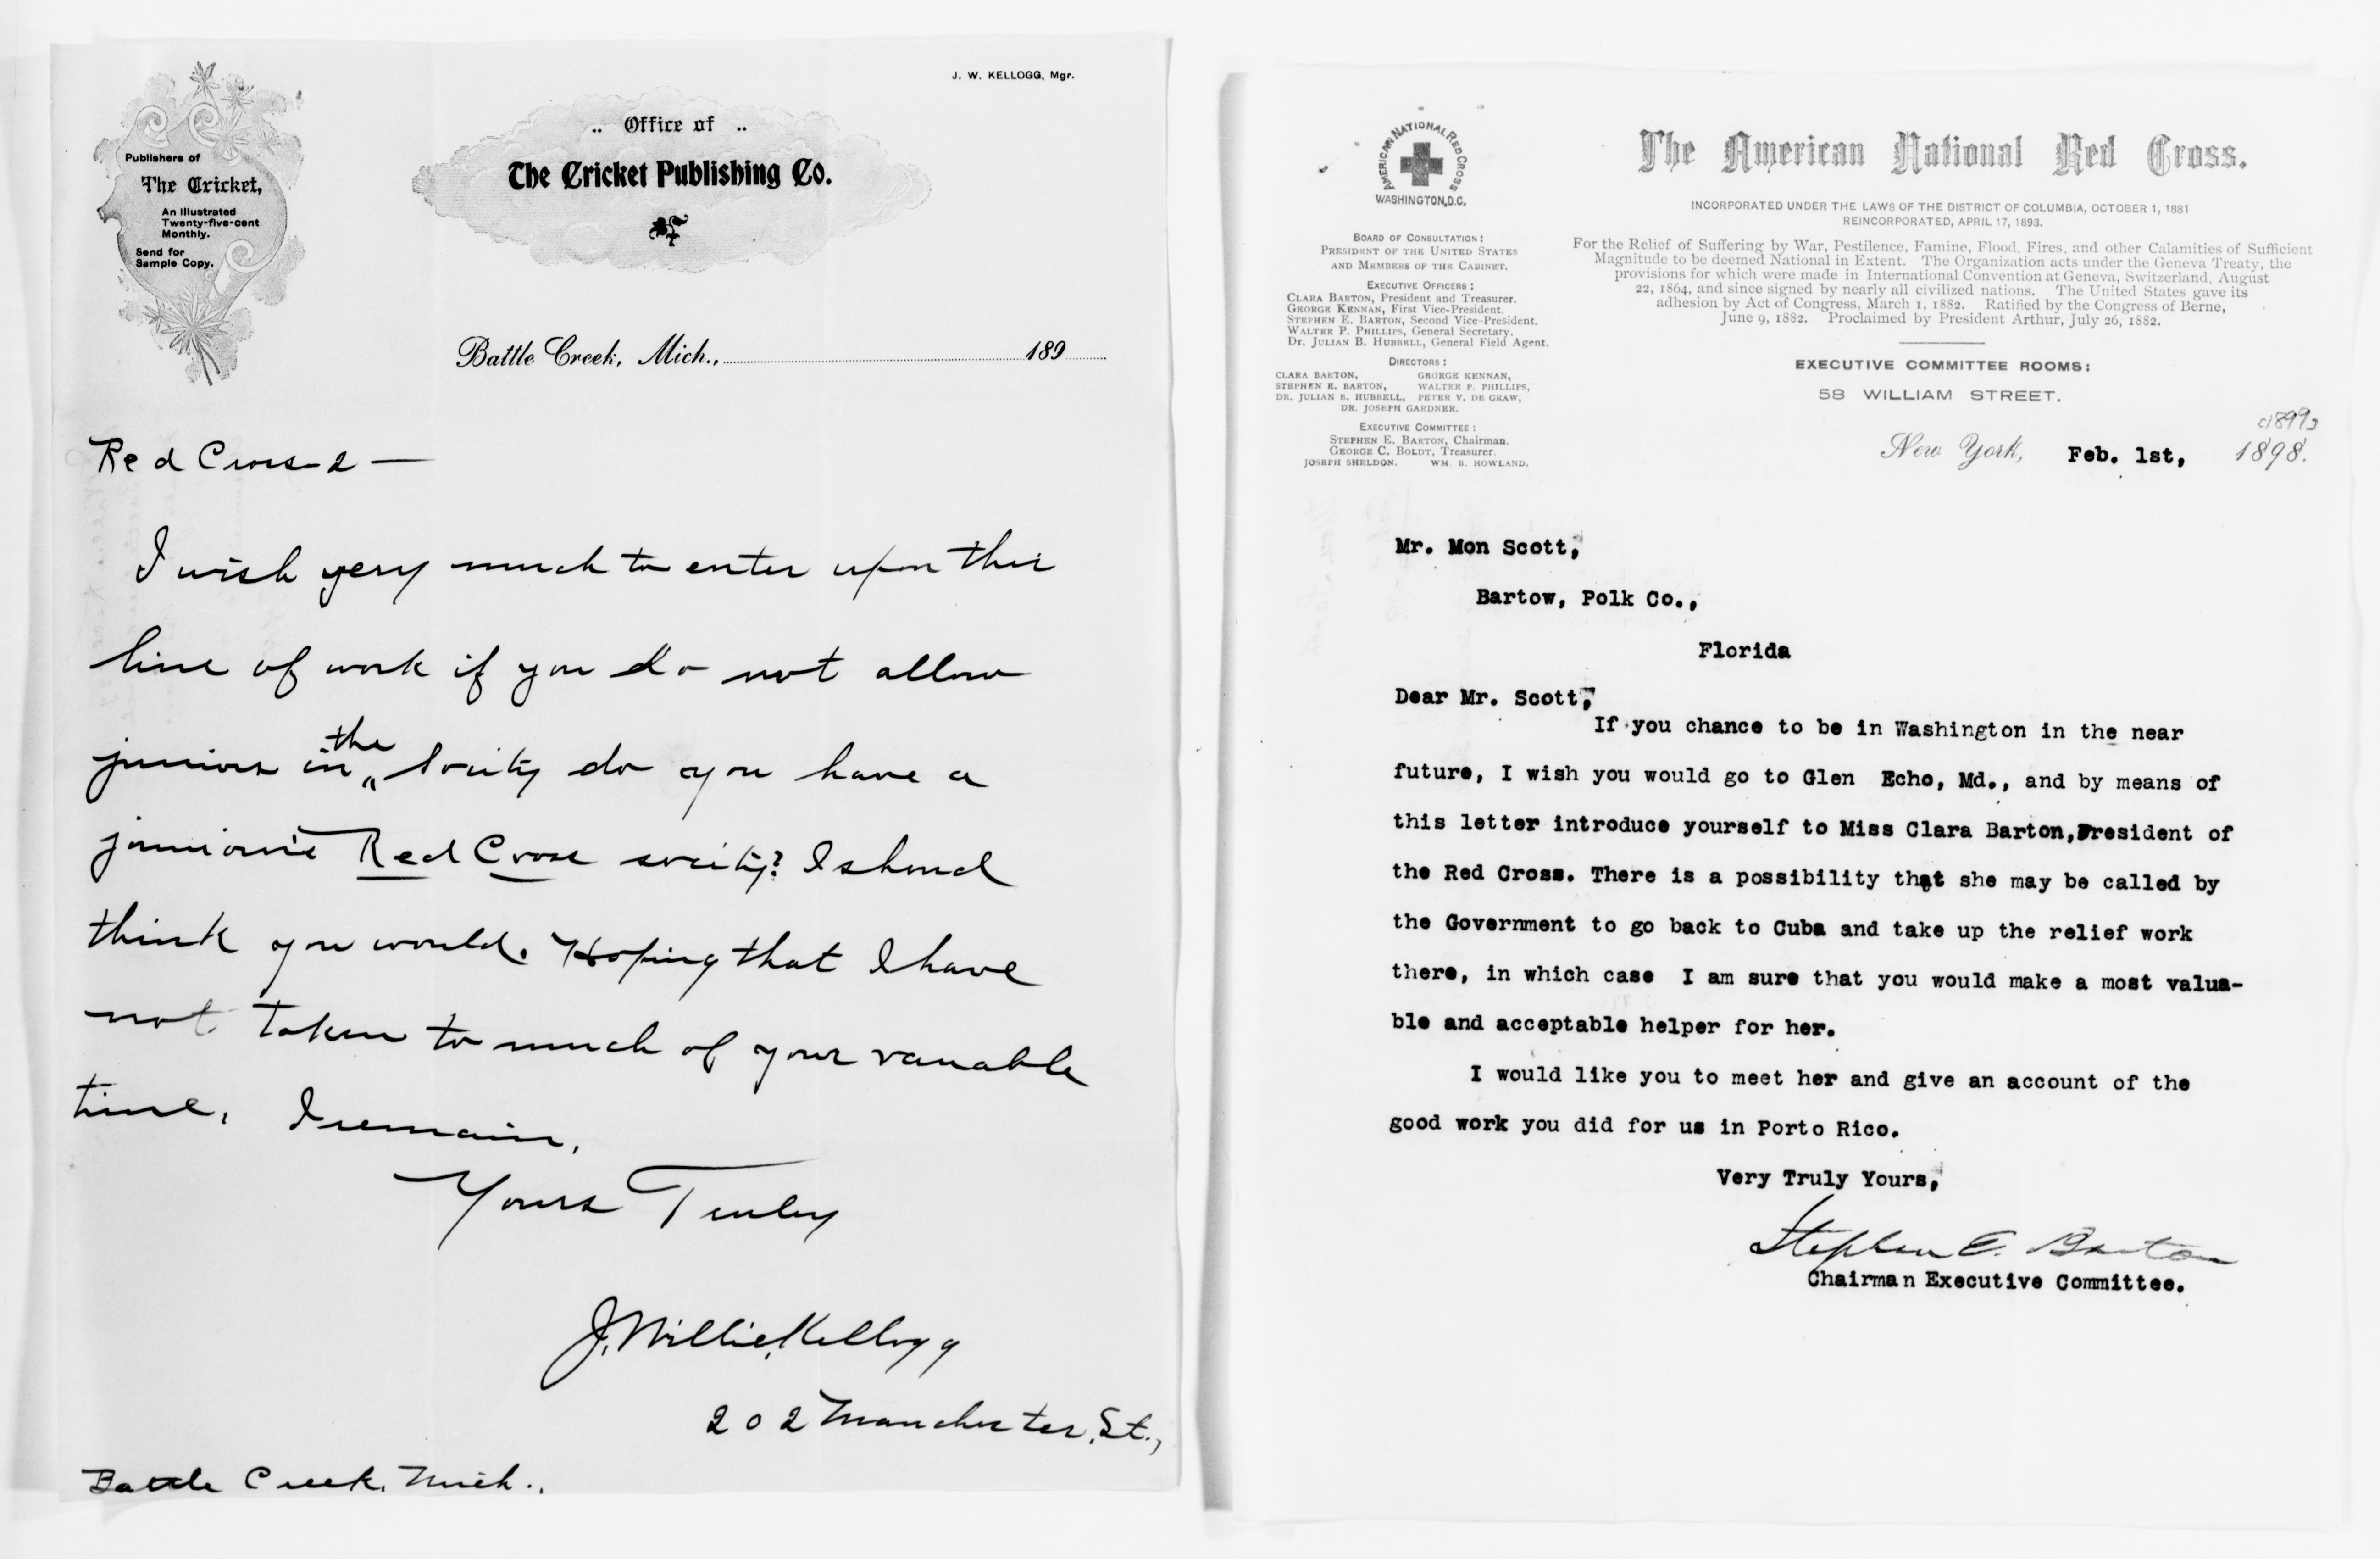 J. W. KELLOGG, Mgr.
Publishers of
The Cricket,
An Illustrated
Twenty-five-cent
Monthly.
Send for
Sample Copy.
.. Office of ..
The Cricket Publishing Co.
Battle Creek, Mich., 189
Red Cross-2-
I wish very much to enter upon this
line of work if you do not allow
the
juniors in " socity do you have a
juniors's Red Cross socity? I shoud
think you would. Hoping that I have
not taken to much of your vauable
time, I remain,
Yours Truley
J. Willie Kellogg
202 Manchester, St.,
Battle Creek, Mich.,
AMERICAN NATIONAL RED CROSS
WASHINGTON, D.C.
BOARD OF CONSULTATION:
PRESIDENT OF THE UNITED STATES
AND MEMBERS OF THE CABINET.
EXECUTIVE OFFICERS:
CLARA BARTON, President and Treasurer.
GEORGE KENNAN, First Vice-President.
STEPHEN E. BARTON, Second Vice-President.
WALTER P. PHILLIPS, General Secretary.
Dr. JULIAN B. HUBBELL, General Field Agent.
DIRECTORS:
CLARA BARTON, GEORGE KENNAN,
STEPHEN E. BARTON, WALTER P. PHILLIPS,
DR. JULIAN B. HUBBELL, PETER V. DE GRAW,
DR. JOSEPH GARDNER.
EXECUTIVE COMMITTEE:
STEPHEN E. BARTON, Chairman.
GEORGE C. BOLDT, Treasurer.
JOSEPH SHELDON. WM. B. HOWLAND.
The American National Red Cross.
INCORPORATED UNDER THE LAWS OF THE DISTRICT OF COLUMBIA, OCTOBER 1, 1881
REINCORPORATED, APRIL 17, 1893.
For the Relief of Suffering by War, Pestilence, Famine, Flood, Fires, and other Calamities of Sufficient
Magnitude to be deemed National in Extent. The Organization acts under the Geneva Treaty, the
provisions for which were made in International Convention at Geneva, Switzerland, August
22, 1864, and since signed by nearly all civilized nations. The United States gave its
adhesion by Act of Congress, March 1, 1882. Ratified by the Congress of Berne,
June 9, 1882. Proclaimed by President Arthur, July 26, 1882.
EXECUTIVE COMMITTEE ROOMS:
58 WILLIAM STREET.
[1899]
New York, Feb. 1st, 1898.
Mr. Mon Scott,
Bartow, Polk Co.,
Florida
Dear Mr. Scott,
If you chance to be in Washington in the near
future, I wish you would go to Glen Echo, Md., and by means of
this letter introduce yourself to Miss Clara Barton,President of
the Red Cross. There is a possibility that she may be called by
the Government to go back to Cuba and take up the relief work
there, in which case I am sure that you would make a most valua-
ble and acceptable helper for her.
I would like you to meet her and give an account of the
good work you did for us in Porto Rico.
Very Truly Yours,
Stephen E. Barton
Chairman Executive Committee.